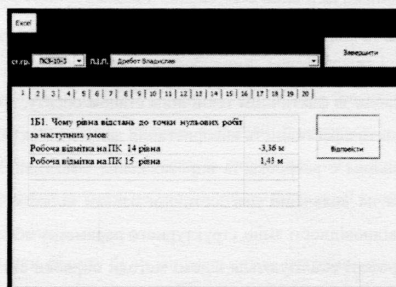 Excel
ст.гр. ПКЗ-10-3 П.І.П. Дребот Владислав Завершити
1 2 3 4 5 6 7 8 9 10 11 12 13 14 15 16 17 18 19 20
1Б1. Чому рівна відстань до точки нульових робіт
за наступних умов:
Робоча відмітка на ПК 14 рівна -3,36 м
Робоча відмітка на ПК 15 рівна 1,43 м
Відповісти